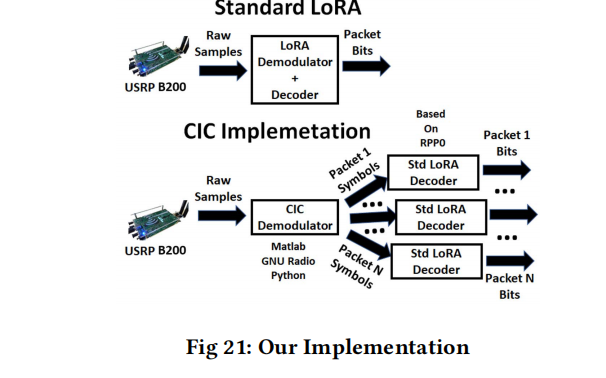 Standard LoRA
Raw
Samples
USRP B200
LoRA
Demodulator
+
Decoder
Packet
Bits
CIC Implemetation
Raw
Samples
USRP B200
CIC
Demodulator
Matlab
GNU Radio
Python
Packet 1
Symbols
...
...
Packet N
Symbols
Based
On
RPP0
Std LoRA
Decoder
Std LoRA
Decoder
Std LoRA
Decoder
Packet 1
Bits
...
...
Packet N
Bits
Fig 21: Our Implementation